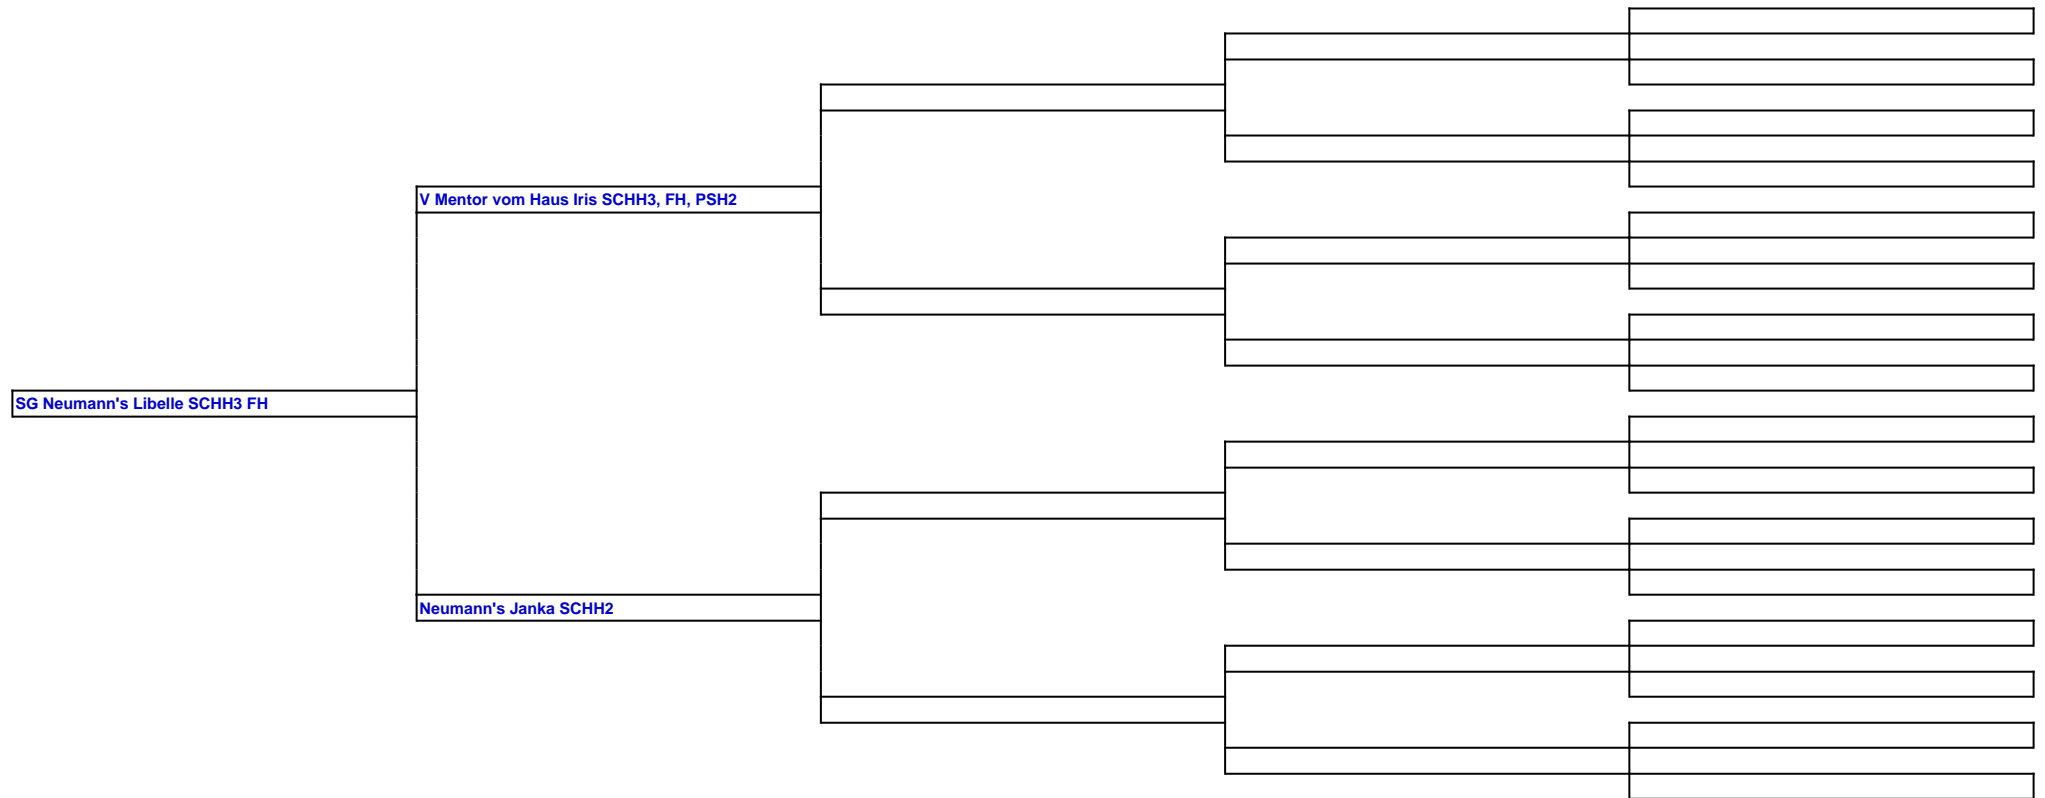 V Mentor vom Haus Iris SCHH3, FH, PSH2
SG Neumann's Libelle SCHH3 FH
Neumann's Janka SCHH2